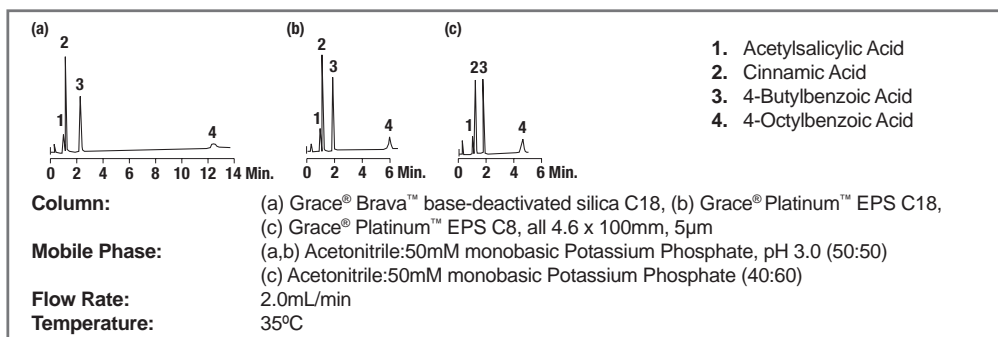 (a)
2
3
1
4
0 2 4 6 8 10 12 14 Min.
(b)
2
3
1
4
0 2 4 6 Min.
(c)
23
1
4
0 2 4 6 Min.
1. Acetylsalicylic Acid
2. Cinnamic Acid
3. 4-Butylbenzoic Acid
4. 4-Octylbenzoic Acid
Column: (a) Grace® Brava™ base-deactivated silica C18, (b) Grace® Platinum™ EPS C18,
(c) Grace® Platinum™ EPS C8, all 4.6 x 100mm, 5µm
Mobile Phase: (a,b) Acetonitrile:50mM monobasic Potassium Phosphate, pH 3.0 (50:50)
(c) Acetonitrile:50mM monobasic Potassium Phosphate (40:60)
Flow Rate: 2.0mL/min
Temperature: 35ºC